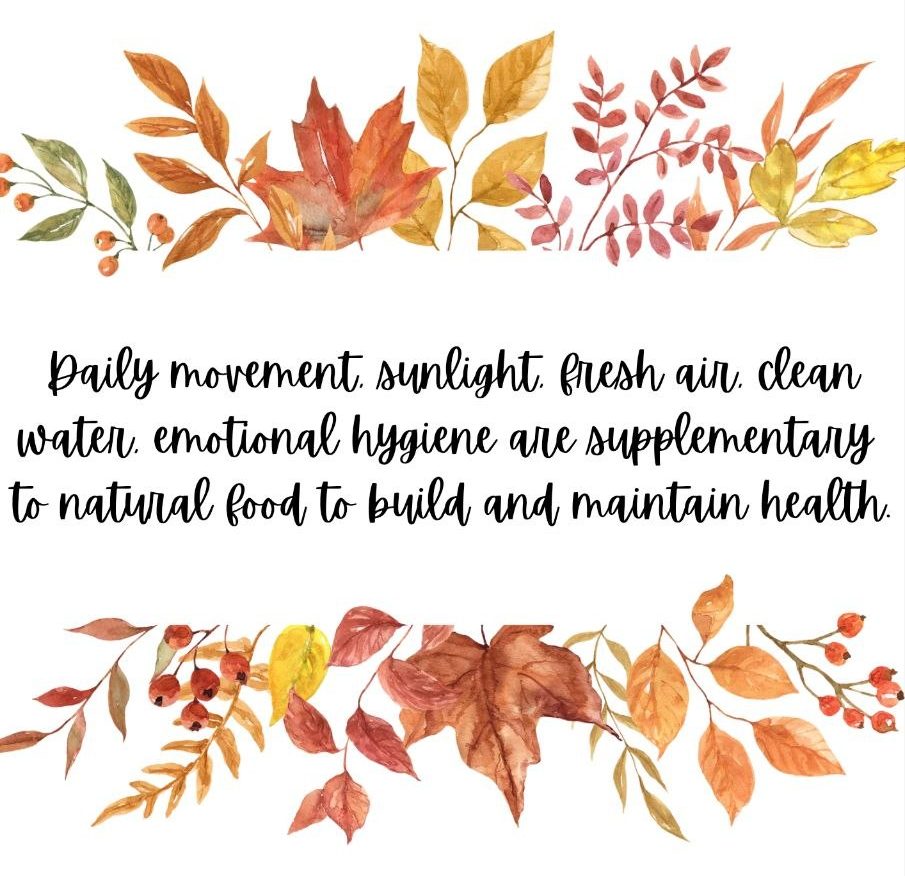 Daily movement, sunlight, fresh air, clean
water, emotional hygiene are supplementary
to natural food to build and maintain health.